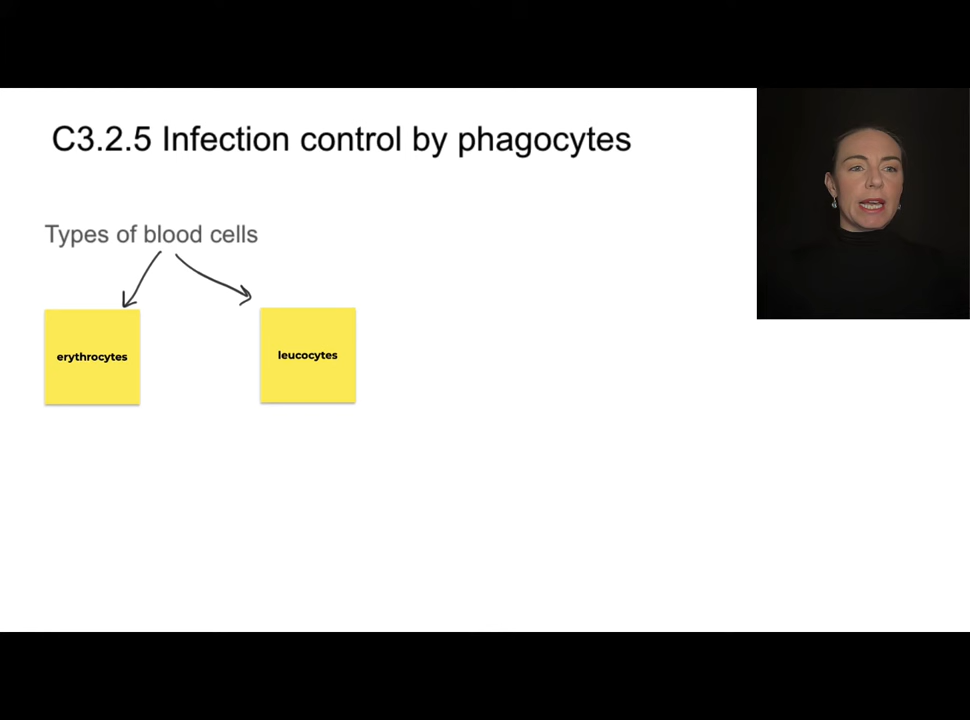 C3.2.5 Infection control by phagocytes
Types of blood cells
erythrocytes
leucocytes